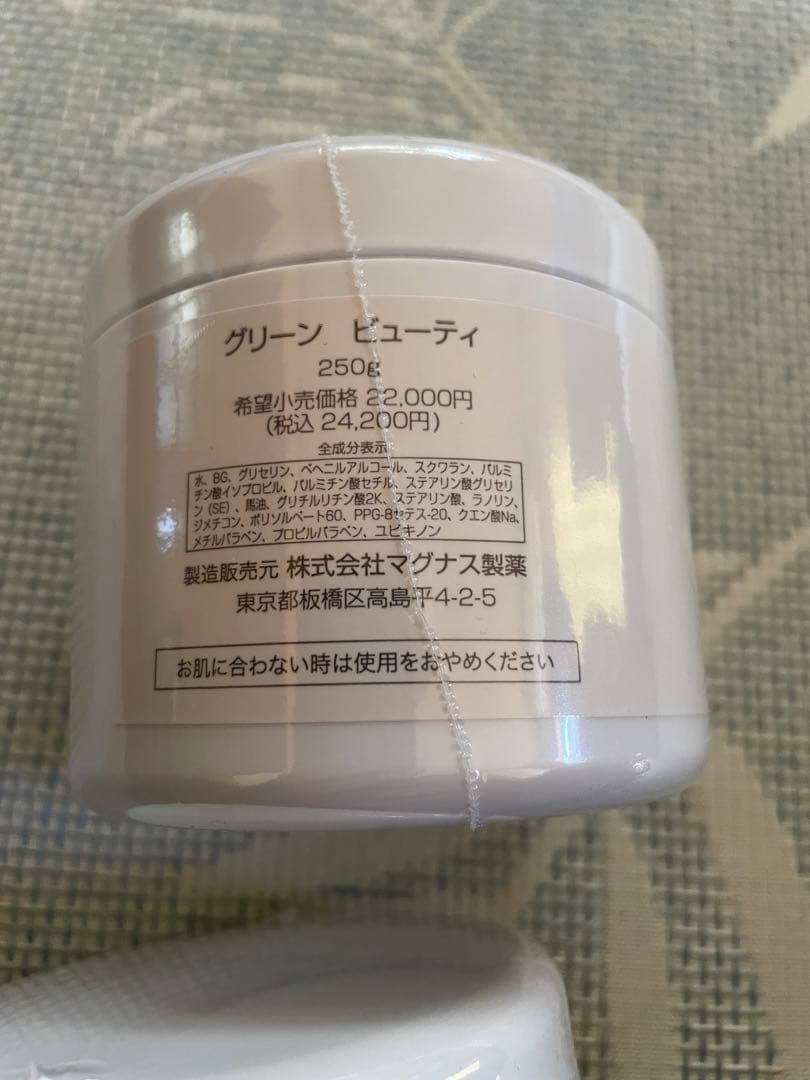 グリーン ビューティ
250g
希望小売価格 22,000円
(税込 24,200円)
全成分表示
水、BG、グリセリン、ベヘニルアルコール、スクワラン、パルミ
チン酸イソプロピル、パルミチン酸セチル、ステアリン酸グリセリ
ン(SE)、馬油、グリチルリチン酸2K、ステアリン酸、ラノリン、
ジメチコン、ポリソルベート60、PPG-8セテス-20、クエン酸Na、
メチルパラベン、プロピルパラベン、ユビキノン
製造販売元 株式会社マグナス製薬
東京都板橋区高島平4-2-5
お肌に合わない時は使用をおやめください